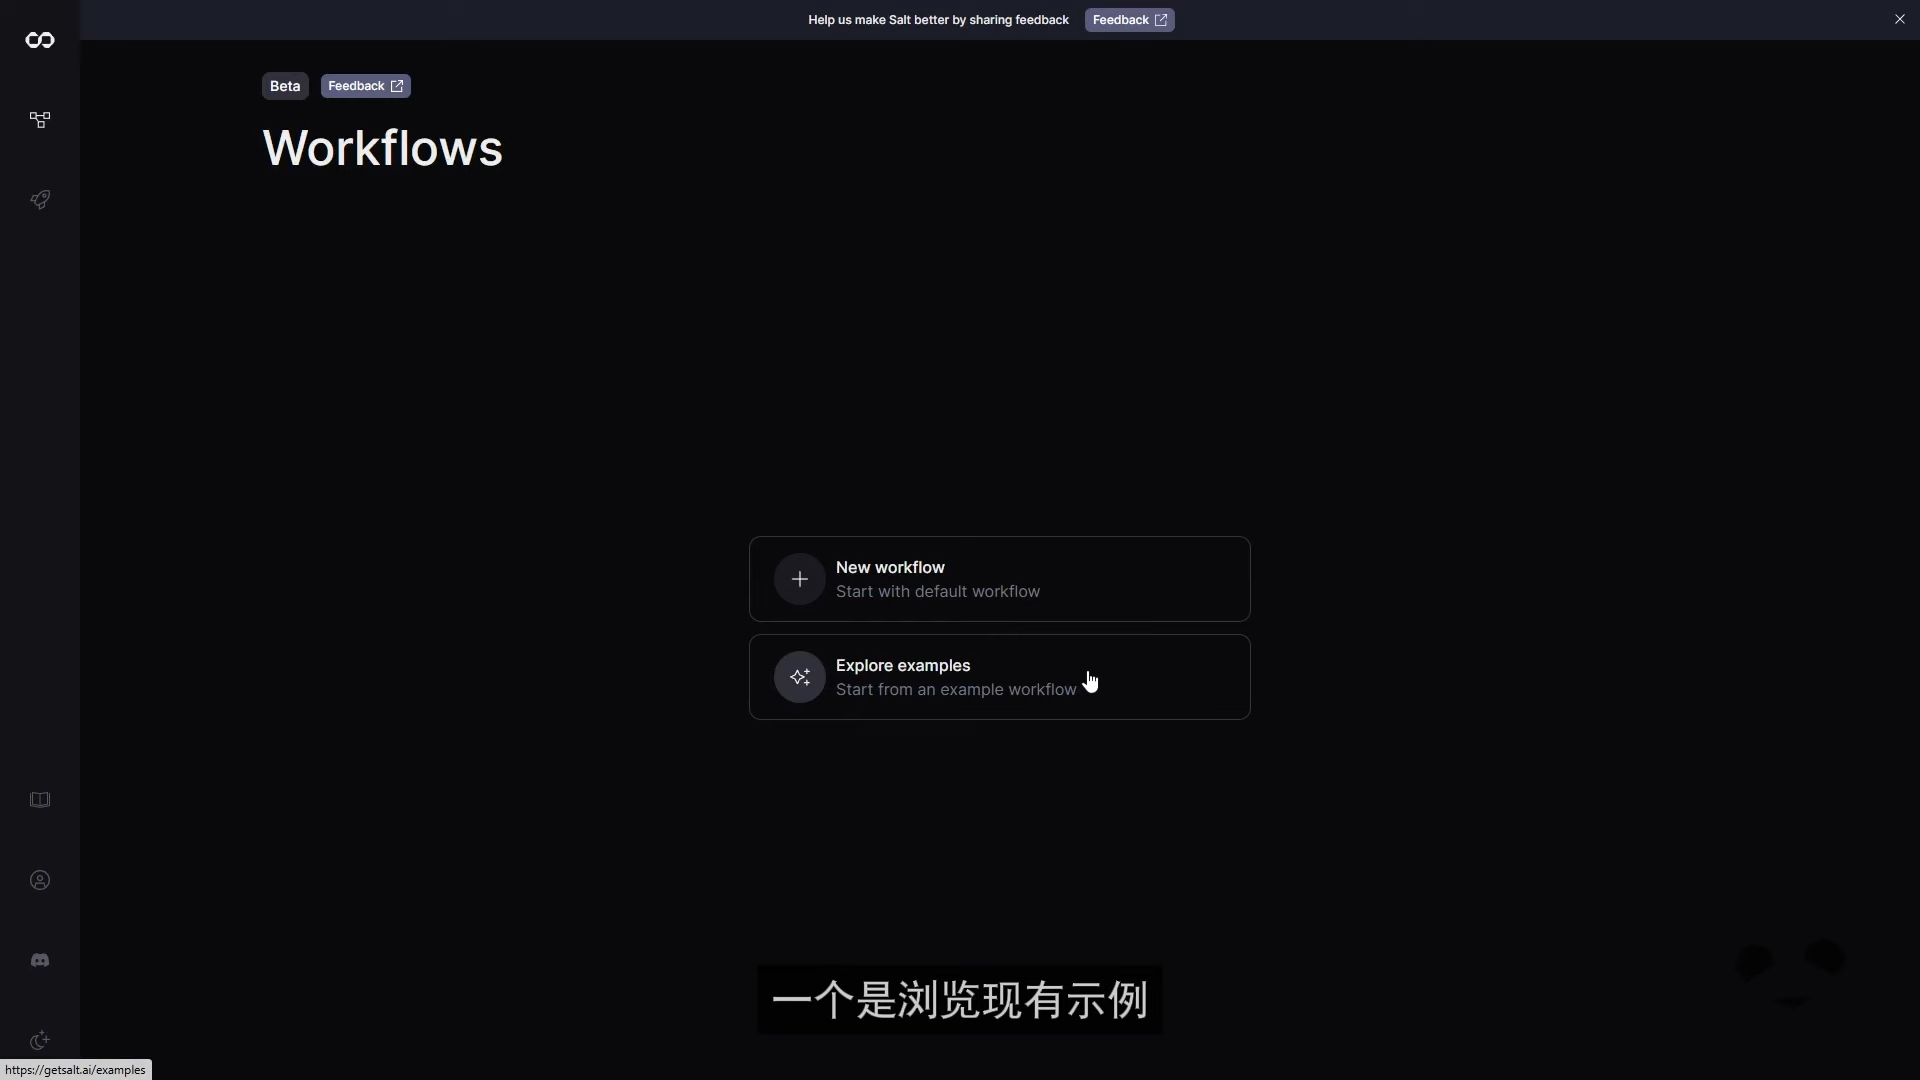 Help us make Salt better by sharing feedback
Feedback
Beta
Feedback
Workflows
New workflow
Start with default workflow
Explore examples
Start from an example workflow
一个是浏览现有示例
https://getsalt.ai/examples